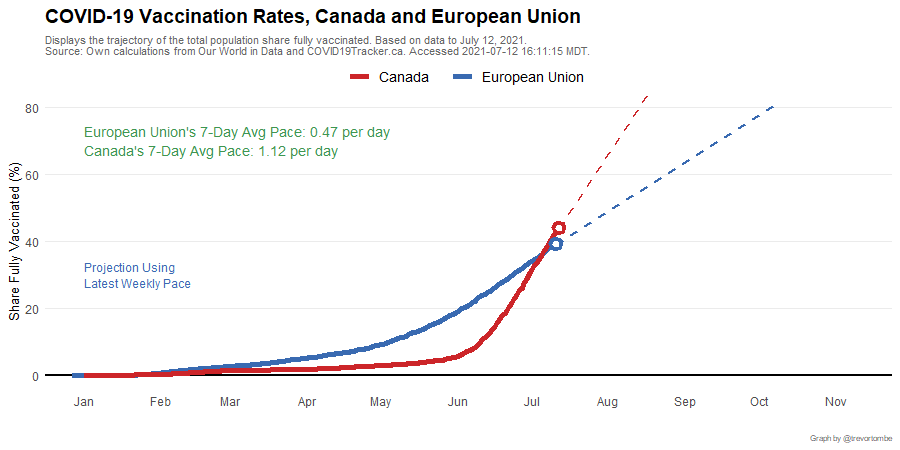 COVID-19 Vaccination Rates, Canada and European Union
Displays the trajectory of the total population share fully vaccinated. Based on data to July 12, 2021.
Source: Own calculations from Our World in Data and COVID19Tracker.ca. Accessed 2021-07-12 16:11:15 MDT.
Canada European Union
Share Fully Vaccinated (%)
80
60
40
20
0
European Union's 7-Day Avg Pace: 0.47 per day
Canada's 7-Day Avg Pace: 1.12 per day
Projection Using
Latest Weekly Pace
Jan Feb Mar Apr May Jun Jul Aug Sep Oct Nov
Graph by @trevortombe